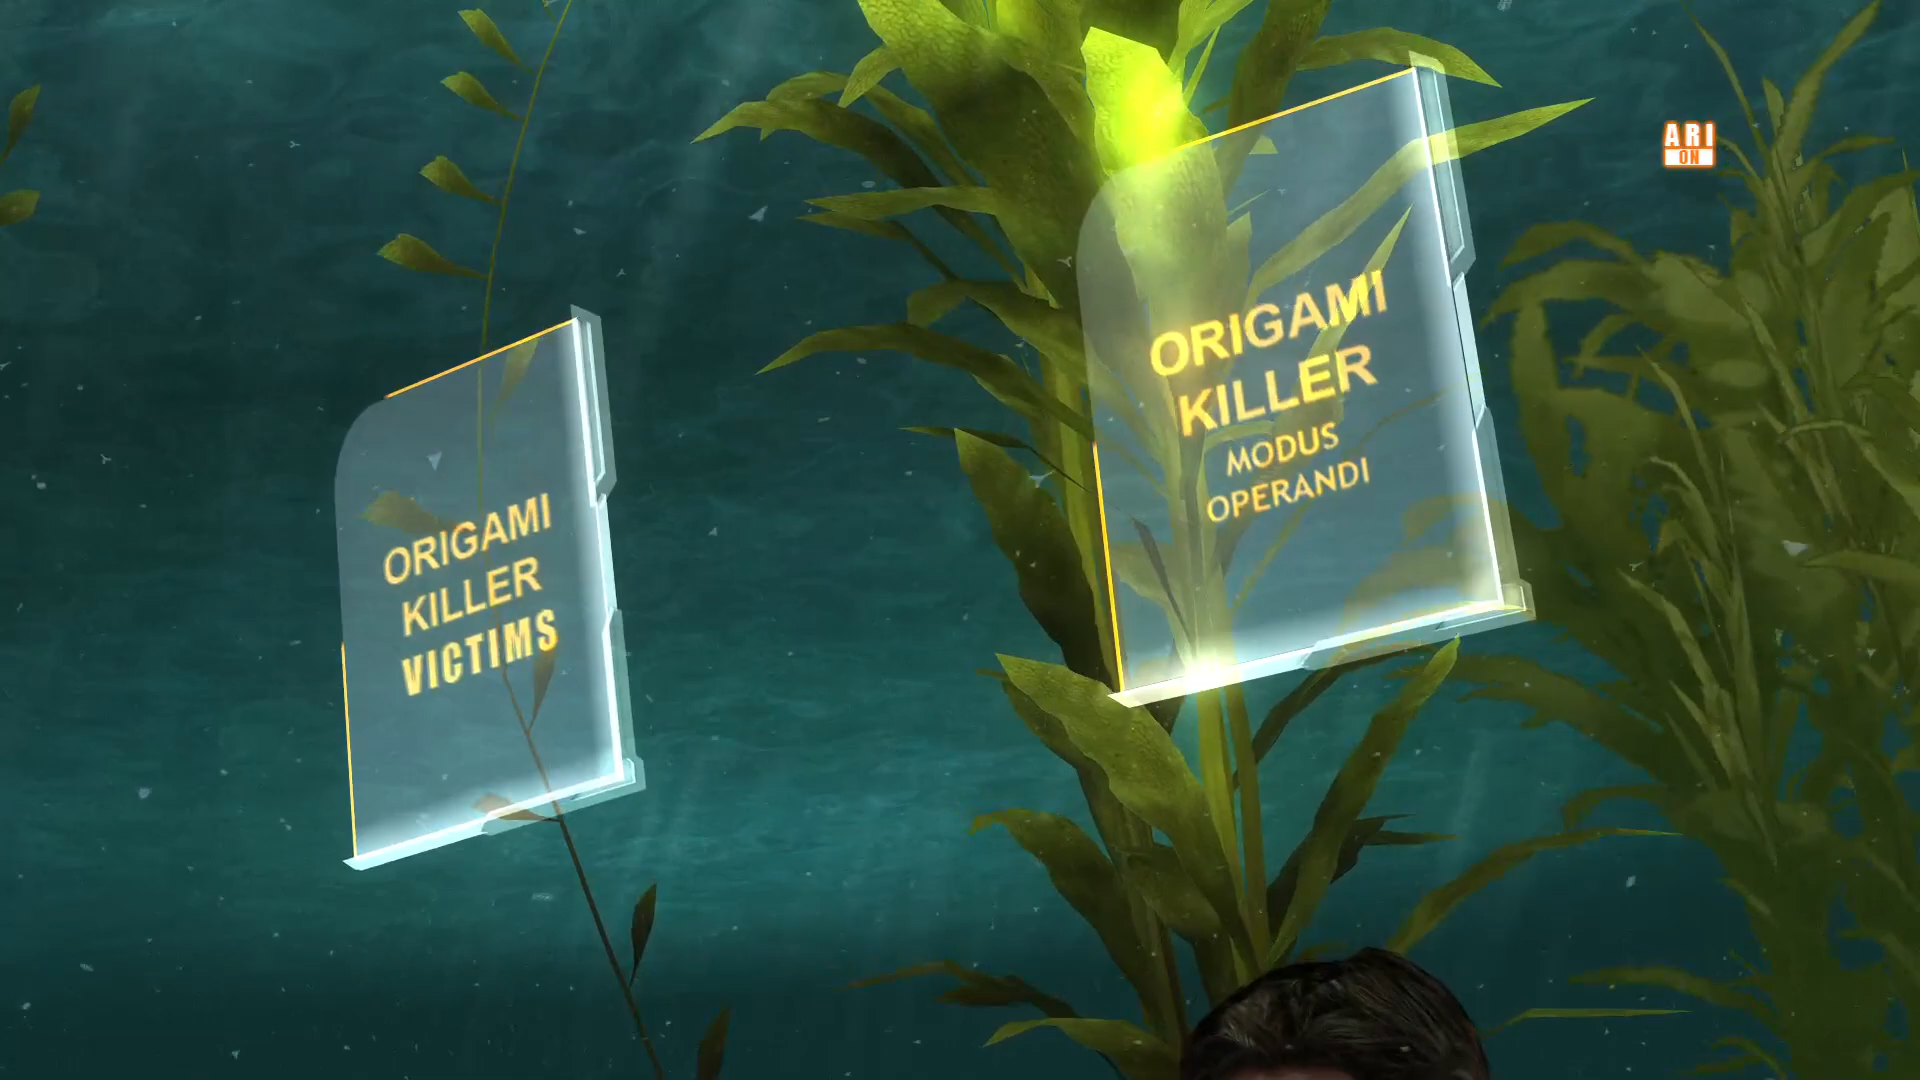 ARI
ON
ORIGAMI
KILLER
MODUS
OPERANDI
ORIGAMI
KILLER
VICTIMS